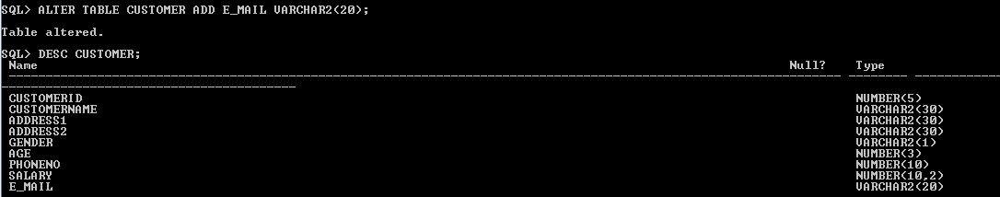 SQL> ALTER TABLE CUSTOMER ADD E_MAIL VARCHAR2(20);
Table altered.
SQL> DESC CUSTOMER;
Name Null? Type
CUSTOMERID NUMBER(5)
CUSTOMERNAME VARCHAR2(30)
ADDRESS1 VARCHAR2(30)
ADDRESS2 VARCHAR2(30)
GENDER VARCHAR2(1)
AGE NUMBER(3)
PHONENO NUMBER(10)
SALARY NUMBER(10,2)
E_MAIL VARCHAR2(20)